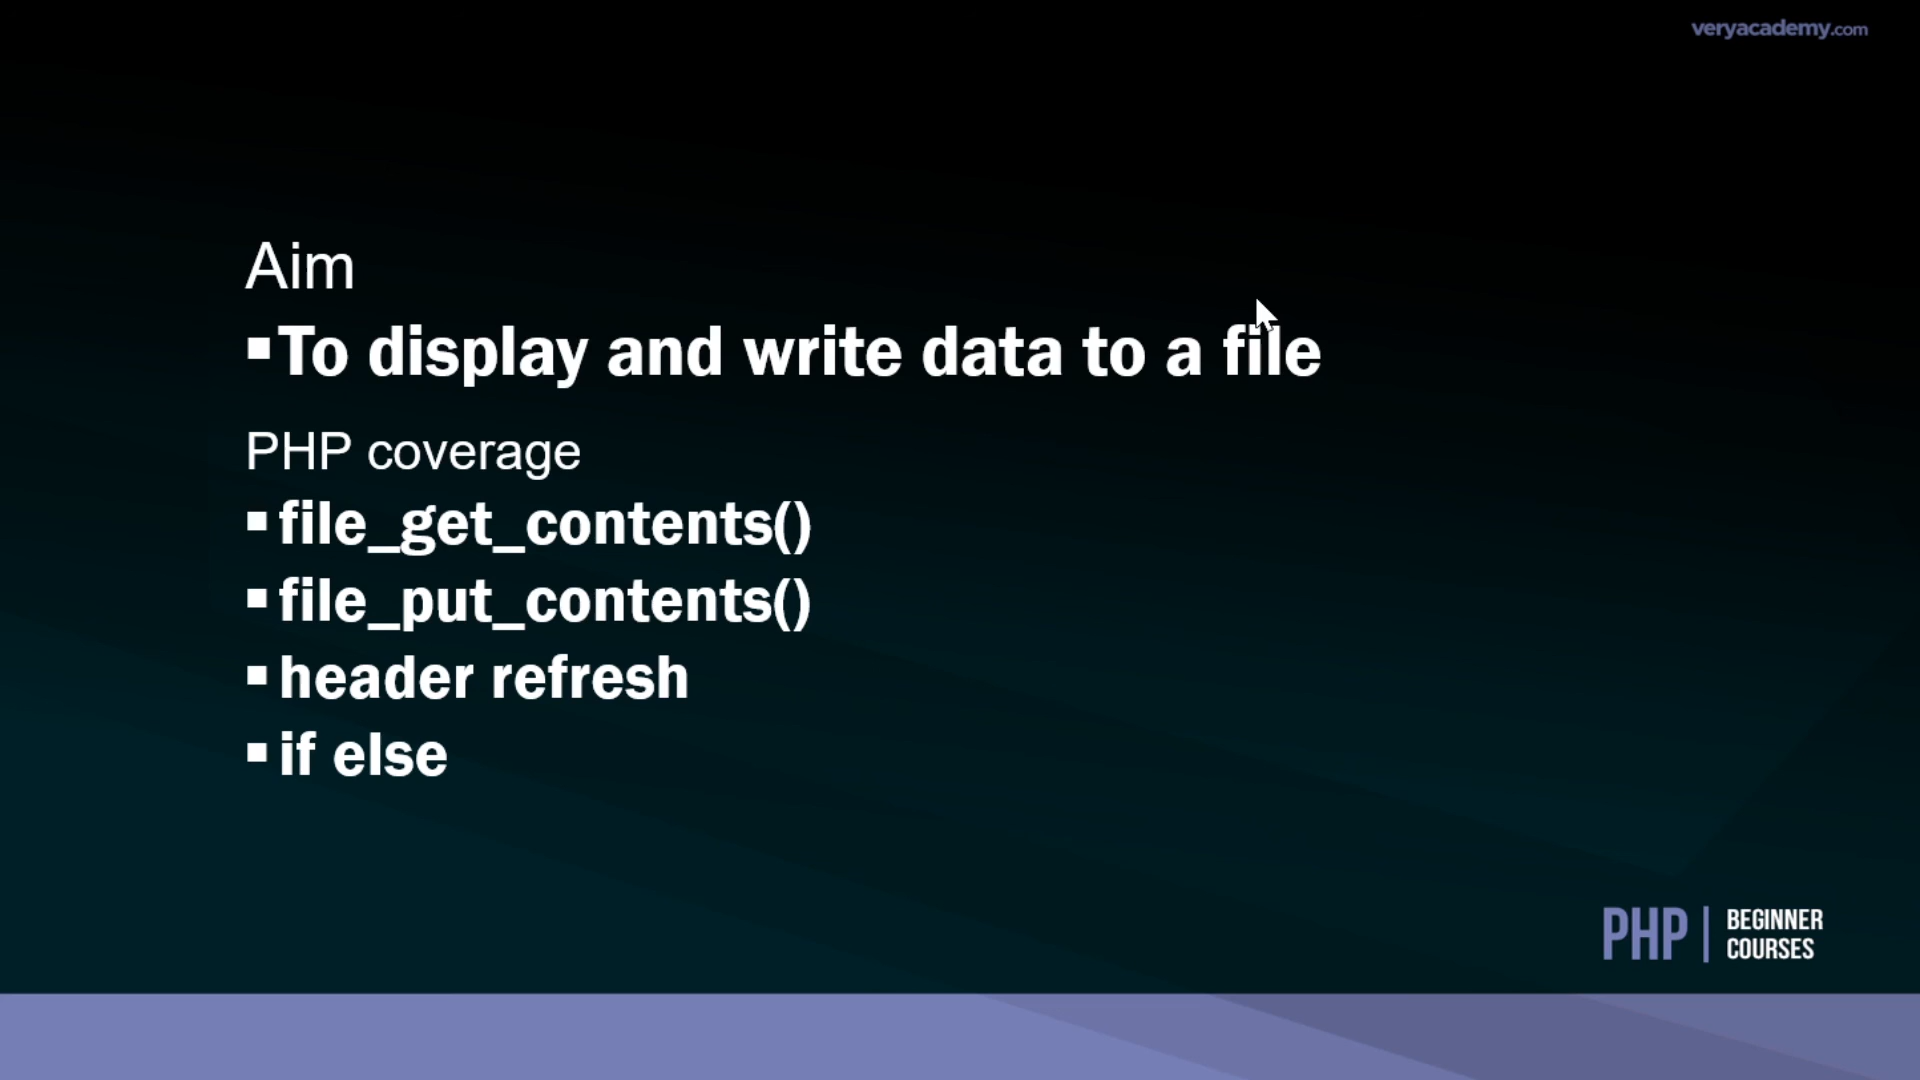 veryacademy.com
Aim
▪To display and write data to a file
PHP coverage
▪file_get_contents()
▪file_put_contents()
▪header refresh
▪if else
PHP | BEGINNER
COURSES